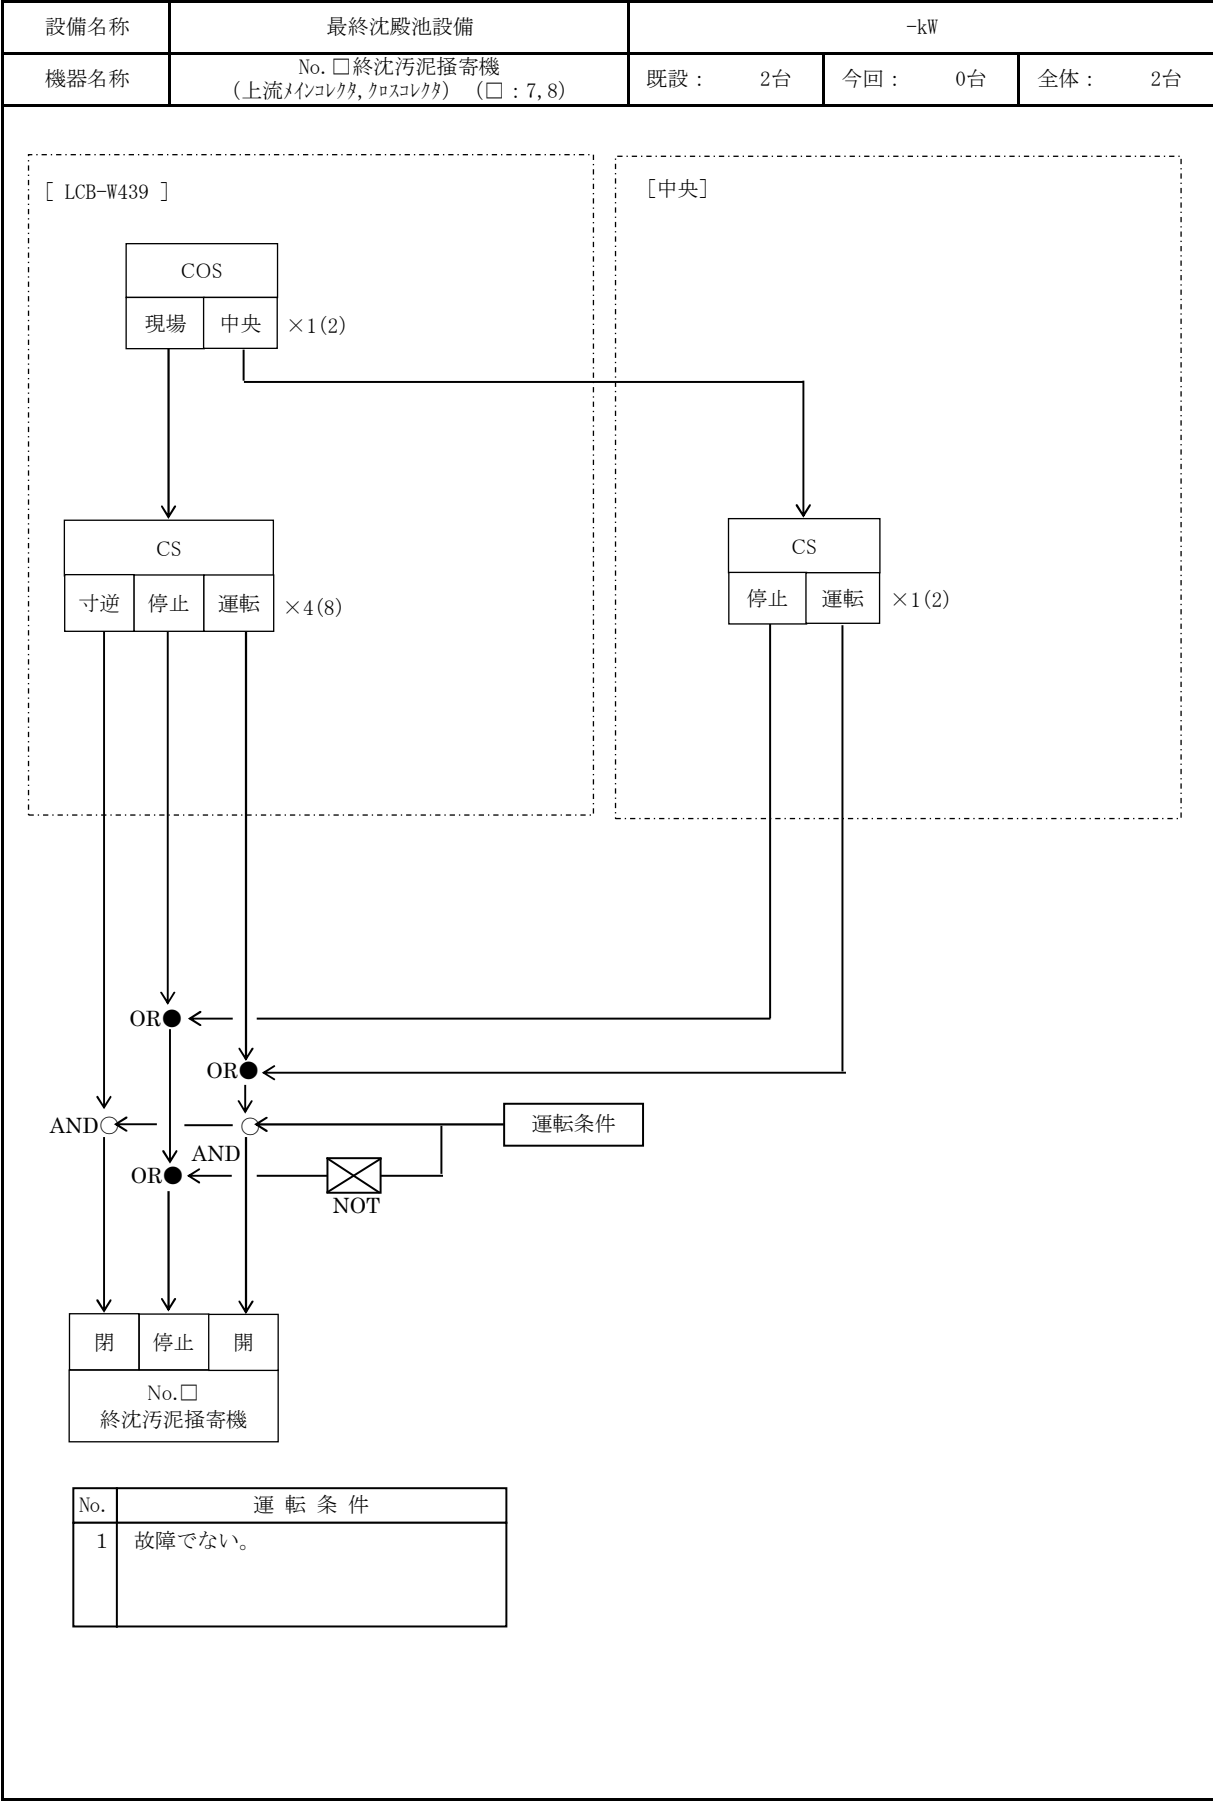 設備名称 最終沈殿池設備 -kW
機器名称 No.□終沈汚泥掻寄機
(上流ﾒｲﾝｺﾚｸﾀ,ｸﾛｽｺﾚｸﾀ) (□:7,8)
既設: 2台 今回: 0台 全体: 2台
[ LCB-W439 ]
[中央]
COS
現場 中央 ×1(2)
CS
寸逆 停止 運転 ×4(8)
CS
停止 運転 ×1(2)
OR
OR
AND
運転条件
AND
OR
NOT
閉 停止 開
No.□
終沈汚泥掻寄機
No. 運 転 条 件
1 故障でない。